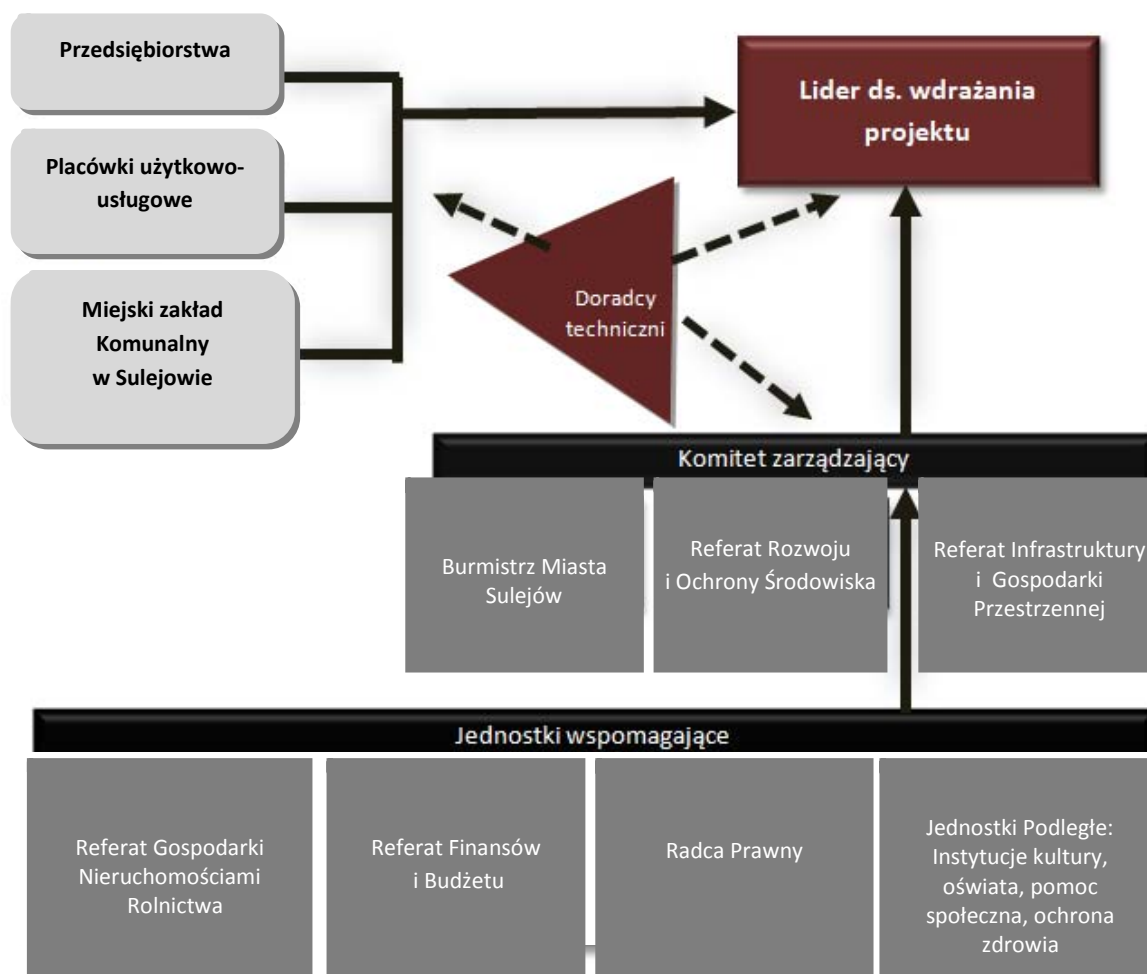 Przedsiębiorstwa
Placówki użytkowo-
usługowe
Miejski zakład
Komunalny
w Sulejowie
Lider ds. wdrażania
projektu
Doradcy
techniczni
Komitet zarządzający
Burmistrz Miasta
Sulejów
Referat Rozwoju
i Ochrony Środowiska
Referat Infrastruktury
i Gospodarki
Przestrzennej
Jednostki wspomagające
Referat Gospodarki
Nieruchomościami
Rolnictwa
Referat Finansów
i Budżetu
Radca Prawny
Jednostki Podległe:
Instytucje kultury,
oświata, pomoc
społeczna, ochrona
zdrowia